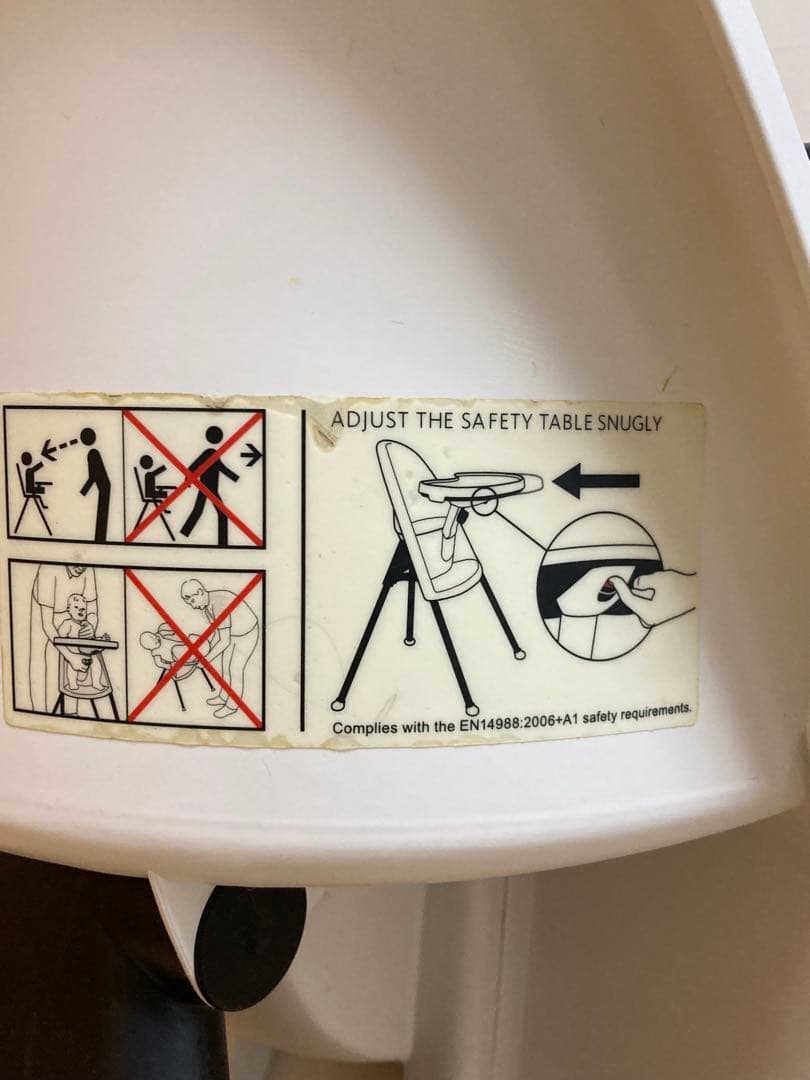 ADJUST THE SAFETY TABLE SNUGLY
Complies with the EN14988:2006+A1 safety requirements.